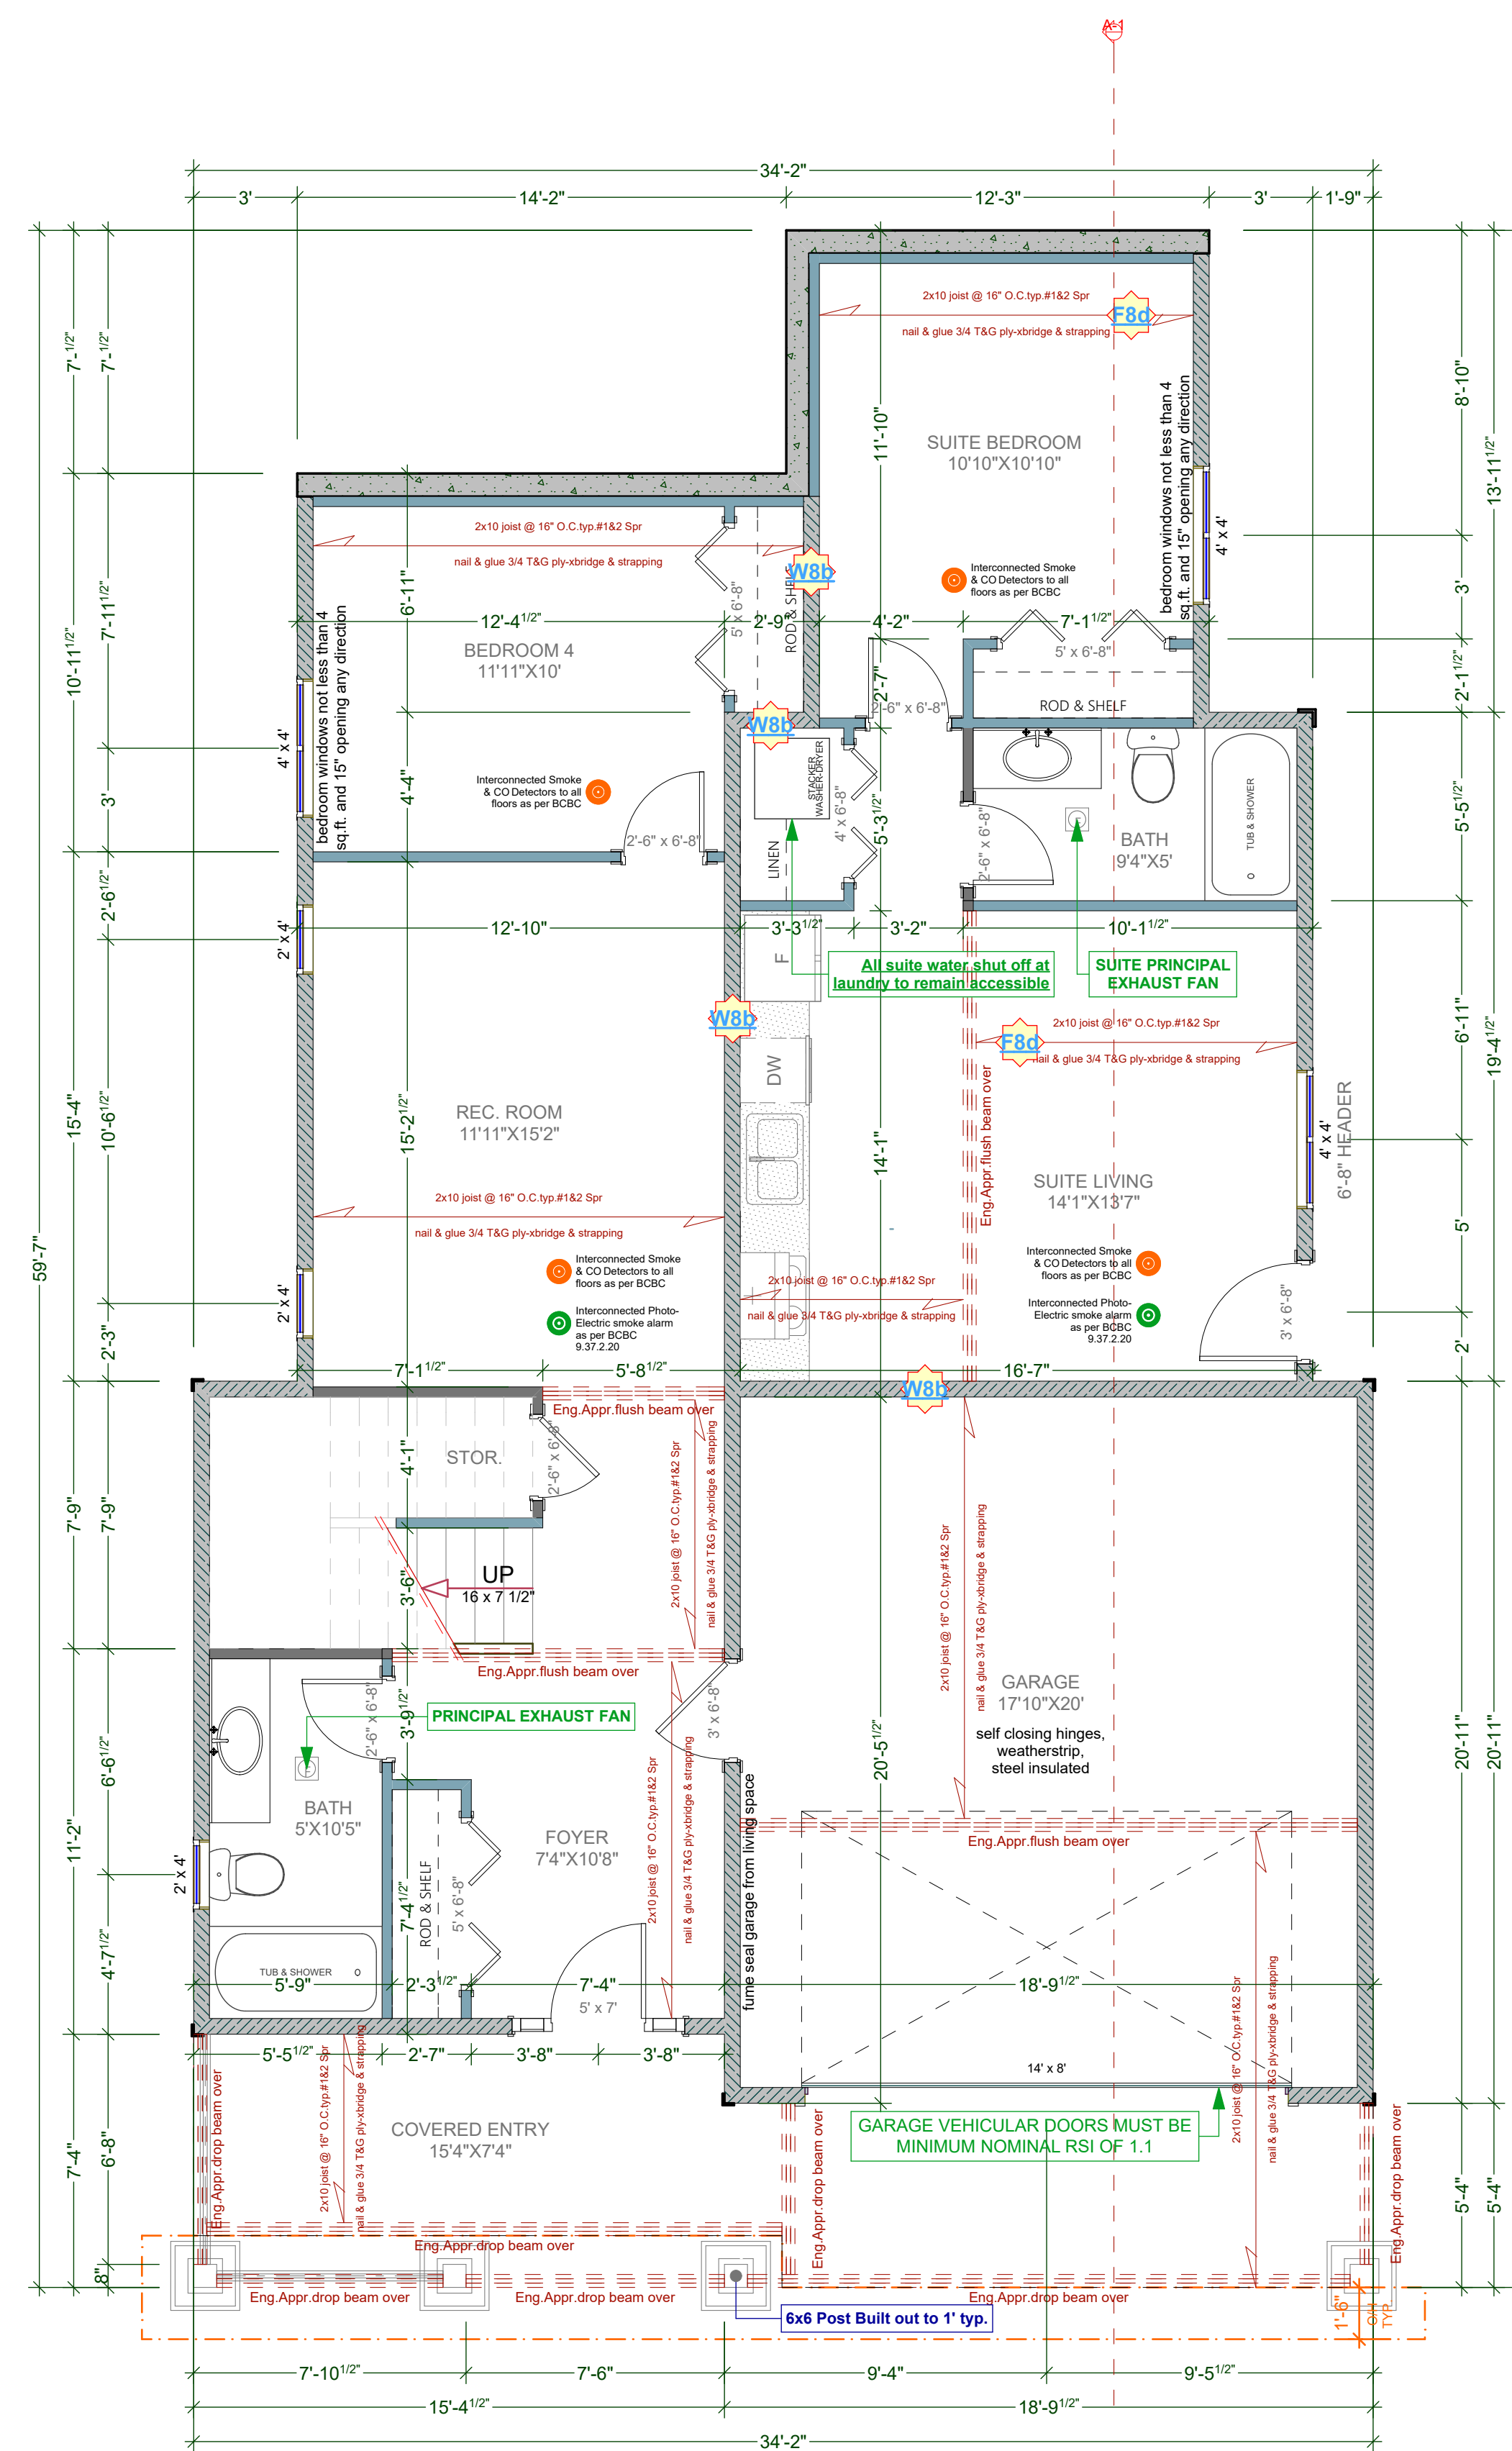 A-1
34'-2"
3'
14'-2"
12'-3"
3'
1'-9"
2x10 joist @ 16" O.C.typ.#1&2 Spr
F8d
nail & glue 3/4 T&G ply-xbridge & strapping
7'-1/2"
7'-1/2"
8'-10"
11'-10"
SUITE BEDROOM
10'10"X10'10"
bedroom windows not less than 4
sq.ft. and 15" opening any direction
4' x 4'
13'-11 1/2"
2x10 joist @ 16" O.C.typ.#1&2 Spr
nail & glue 3/4 T&G ply-xbridge & strapping
W8b
Interconnected Smoke
& CO Detectors to all
floors as per BCBC
6'-11"
5' x 6'-8"
ROD & SHELF
3'
7'-11 1/2"
10'-11 1/2"
12'-4 1/2"
2'-9"
4'-2"
7'-1 1/2"
BEDROOM 4
11'11"X10'
bedroom windows not less than 4
sq.ft. and 15" opening any direction
4' x 4'
5' x 6'-8"
2'-7"
2'-6" x 6'-8"
ROD & SHELF
2'-1 1/2"
W8b
STACKER
WASHER-DRYER
Interconnected Smoke
& CO Detectors to all
floors as per BCBC
4'-4"
3'
4' x 6'-8"
5'-3 1/2"
2'-6" x 6'-8"
BATH
9'4"X5'
TUB & SHOWER
5'-5 1/2"
2'-6" x 6'-8"
LINEN
2'-6 1/2"
2' x 4'
12'-10"
3'-3 1/2"
3'-2"
10'-1 1/2"
F
All suite water shut off at
laundry to remain accessible
SUITE PRINCIPAL
EXHAUST FAN
W8b
2x10 joist @ 16" O.C.typ.#1&2 Spr
F8d
nail & glue 3/4 T&G ply-xbridge & strapping
6'-11"
19'-4 1/2"
DW
Eng.Appr.flush beam over
REC. ROOM
11'11"X15'2"
15'-4"
10'-6 1/2"
15'-2 1/2"
14'-1"
4' x 4'
6'-8" HEADER
SUITE LIVING
14'1"X13'7"
2x10 joist @ 16" O.C.typ.#1&2 Spr
nail & glue 3/4 T&G ply-xbridge & strapping
5'
59'-7"
Interconnected Smoke
& CO Detectors to all
floors as per BCBC
Interconnected Smoke
& CO Detectors to all
floors as per BCBC
2x10 joist @ 16" O.C.typ.#1&2 Spr
nail & glue 3/4 T&G ply-xbridge & strapping
Interconnected Photo-
Electric smoke alarm
as per BCBC
9.37.2.20
Interconnected Photo-
Electric smoke alarm
as per BCBC
9.37.2.20
2' x 4'
2'-3"
3' x 6'-8"
2'
7'-1 1/2"
5'-8 1/2"
16'-7"
W8b
Eng.Appr.flush beam over
STOR.
4'-1"
2'-6" x 6'-8"
2x10 joist @ 16" O.C.typ.#1&2 Spr
nail & glue 3/4 T&G ply-xbridge & strapping
7'-9"
7'-9"
UP
16 x 7 1/2"
3'-6"
2x10 joist @ 16" O.C.typ.#1&2 Spr
nail & glue 3/4 T&G ply-xbridge & strapping
Eng.Appr.flush beam over
GARAGE
17'10"X20'
self closing hinges,
weatherstrip,
steel insulated
PRINCIPAL EXHAUST FAN
2'-6" x 6'-8"
3'-9 1/2"
3' x 6'-8"
20'-5 1/2"
20'-11"
20'-11"
6'-6 1/2"
11'-2"
BATH
5'X10'5"
FOYER
7'4"X10'8"
2x10 joist @ 16" O.C.typ.#1&2 Spr
nail & glue 3/4 T&G ply-xbridge & strapping
fume seal garage from living space
Eng.Appr.flush beam over
2' x 4'
7'-4 1/2"
ROD & SHELF
5' x 6'-8"
4'-7 1/2"
TUB & SHOWER
5'-9"
2'-3 1/2"
7'-4"
18'-9 1/2"
5' x 7'
2x10 joist @ 16" O.C.typ.#1&2 Spr
nail & glue 3/4 T&G ply-xbridge & strapping
5'-5 1/2"
2'-7"
3'-8"
3'-8"
14' x 8'
2x10 joist @ 16" O.C.typ.#1&2 Spr
nail & glue 3/4 T&G ply-xbridge & strapping
Eng.Appr.drop beam over
COVERED ENTRY
15'4"X7'4"
GARAGE VEHICULAR DOORS MUST BE
MINIMUM NOMINAL RSI OF 1.1
Eng.Appr.drop beam over
Eng.Appr.drop beam over
7'-4"
6'-8"
5'-4"
5'-4"
Eng.Appr.drop beam over
8"
Eng.Appr.drop beam over
Eng.Appr.drop beam over
Eng.Appr.drop beam over
6x6 Post Built out to 1' typ.
1'-6"
O/H
TYP
7'-10 1/2"
7'-6"
9'-4"
9'-5 1/2"
15'-4 1/2"
18'-9 1/2"
34'-2"